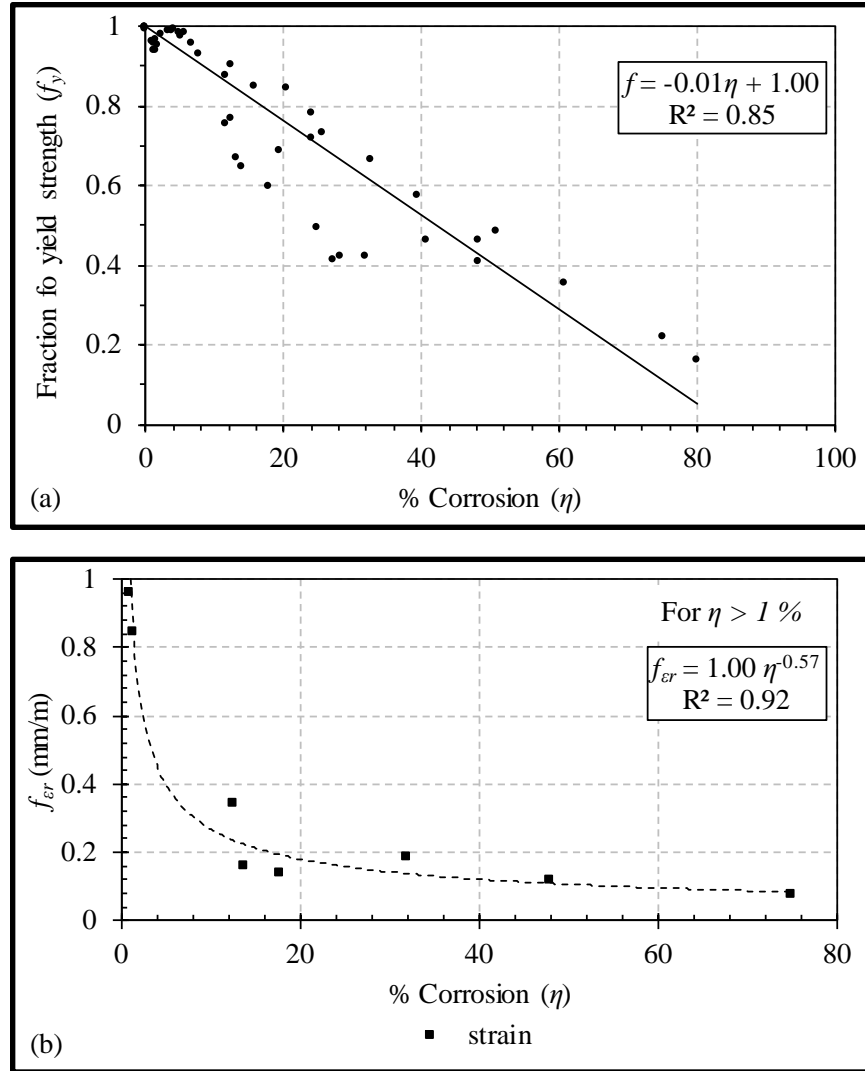 1
0.8
0.6
0.4
0.2
0
Fraction fo yield strength (fy)
f = -0.01η + 1.00
R² = 0.85
0 20 40 60 80 100
% Corrosion (η)
(a)
1
0.8
0.6
0.4
0.2
0
fεr (mm/m)
For η > 1 %
fεr = 1.00 η^-0.57
R² = 0.92
0 20 40 60 80
% Corrosion (η)
strain
(b)